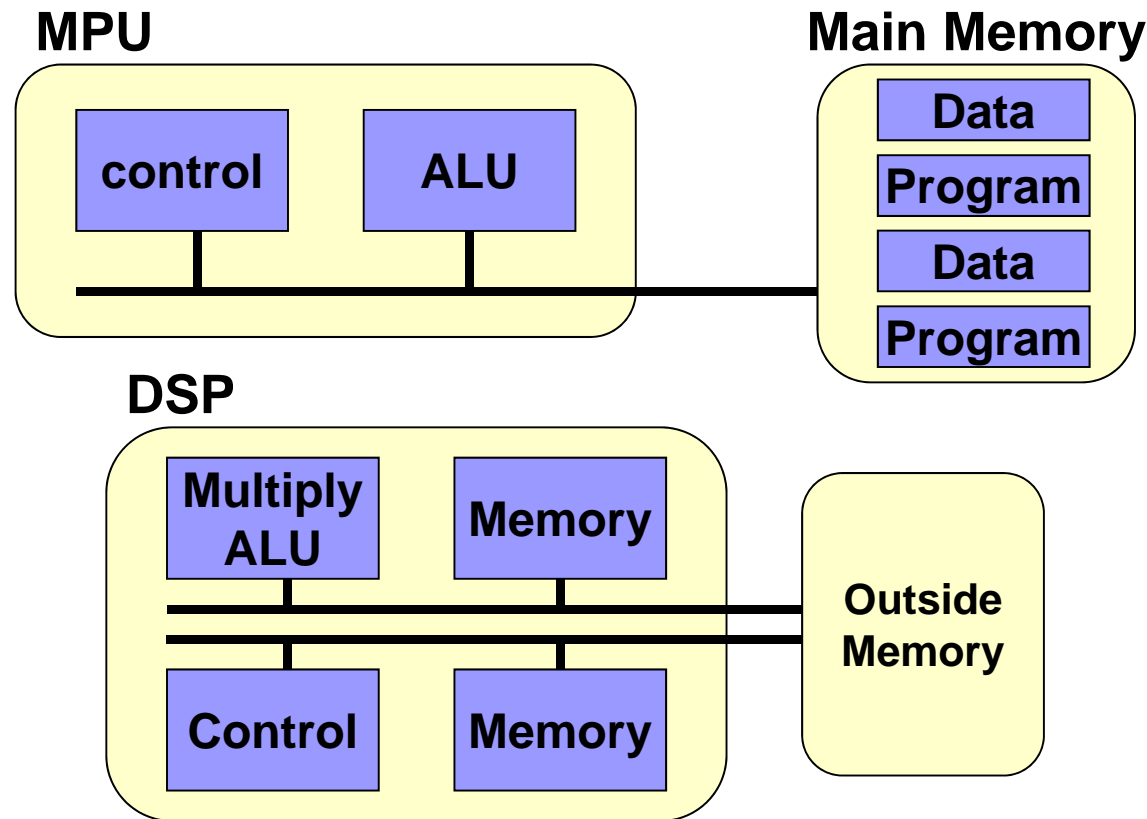 MPU
Main Memory
control
ALU
Data
Program
Data
Program
DSP
Multiply
ALU
Memory
Control
Memory
Outside
Memory